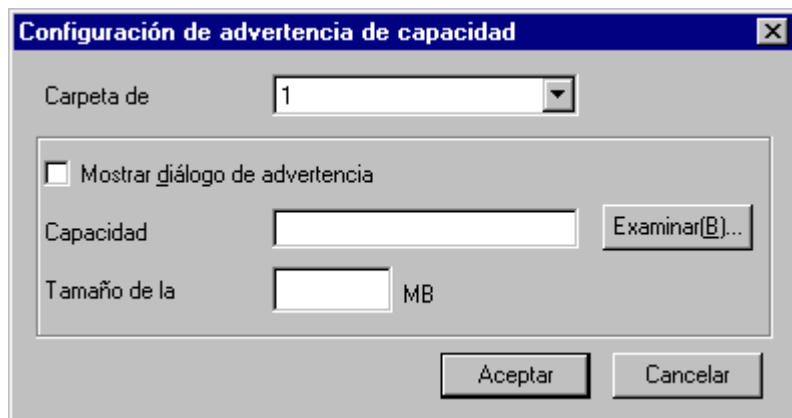 Configuración de advertencia de capacidad
Carpeta de 1
Mostrar diálogo de advertencia
Capacidad Examinar(B)...
Tamaño de la MB
Aceptar Cancelar